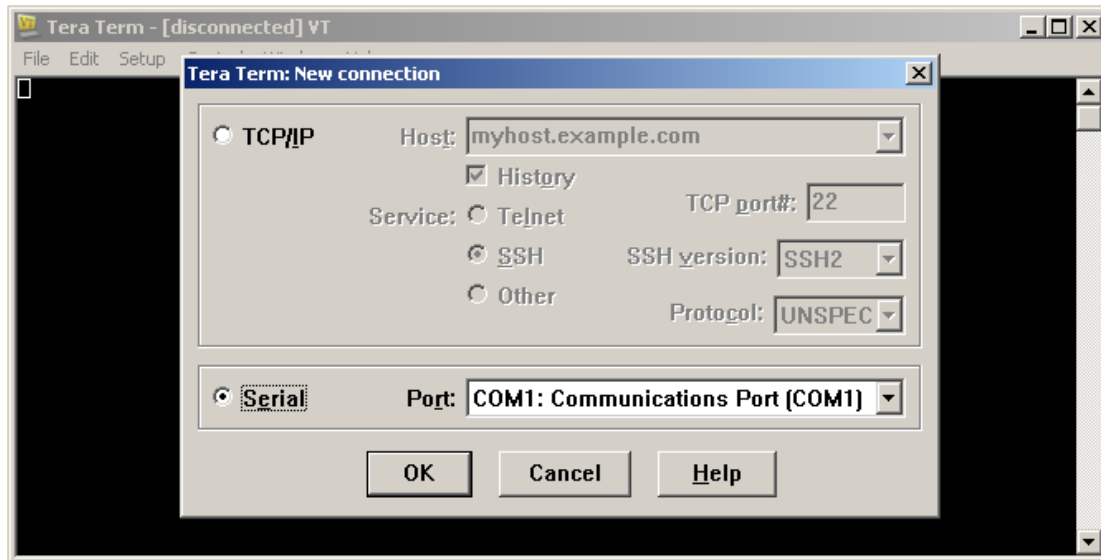 Tera Term - [disconnected] VT
File Edit Setup
Tera Term: New connection
TCP/IP Host: myhost.example.com
History
Service: Telnet TCP port#: 22
SSH SSH version: SSH2
Other Protocol: UNSPEC
Serial Port: COM1: Communications Port (COM1)
OK Cancel Help